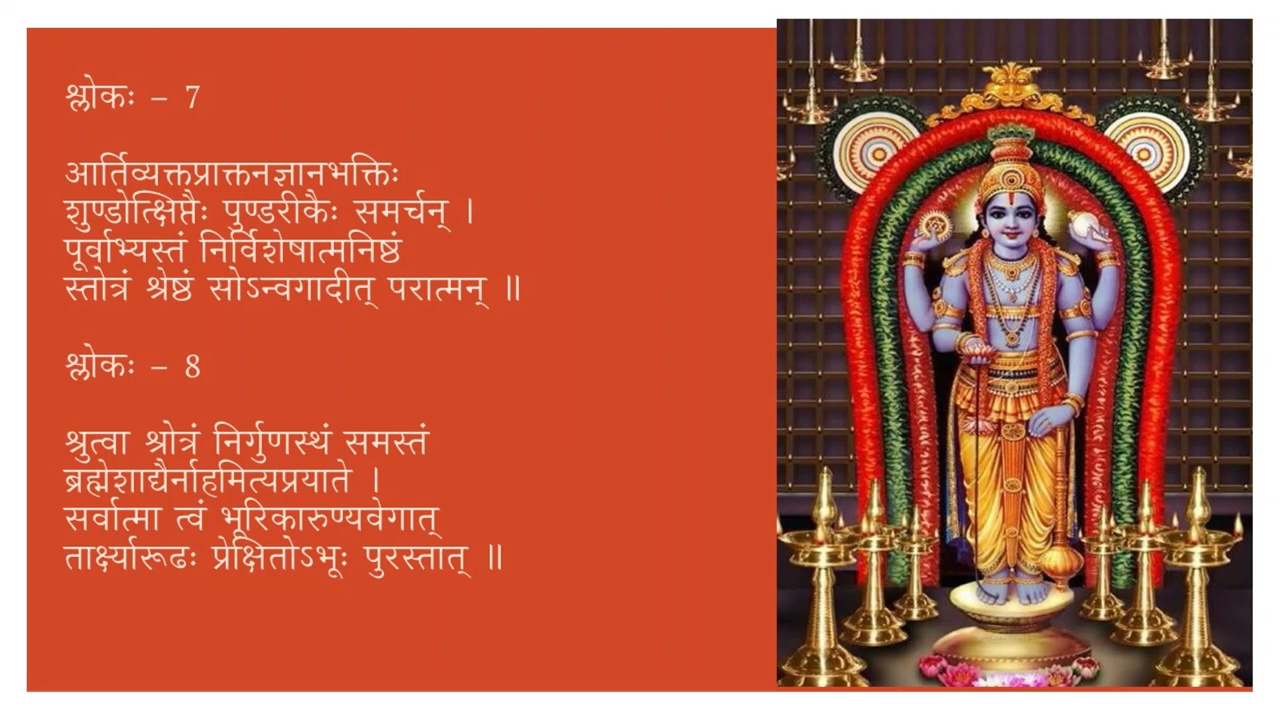 श्लोकः – 7
आर्तिव्यक्तप्राक्तनज्ञानभक्तिः
शुण्डोत्क्षिप्तैः पुण्डरीकैः समर्चन् ।
पूर्वाभ्यस्तं निर्विशेषात्मनिष्ठं
स्तोत्रं श्रेष्ठं सोऽन्वगादीत् परात्मन् ॥
श्लोकः – 8
श्रुत्वा श्रोत्रं निर्गुणस्थं समस्तं
ब्रह्मेशाद्यैर्नाहमित्यप्रयाते ।
सर्वात्मा त्वं भूरिकारुण्यवेगात्
तार्क्ष्यारूढः प्रेक्षितोऽभूः पुरस्तात् ॥